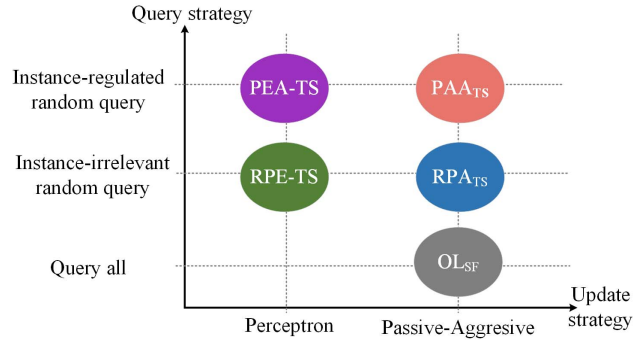 Query strategy
Instance-regulated
random query
PEA-TS
PAATS
Instance-irrelevant
random query
RPE-TS
RPATS
Query all
OLSF
Update
strategy
Perceptron
Passive-Aggresive